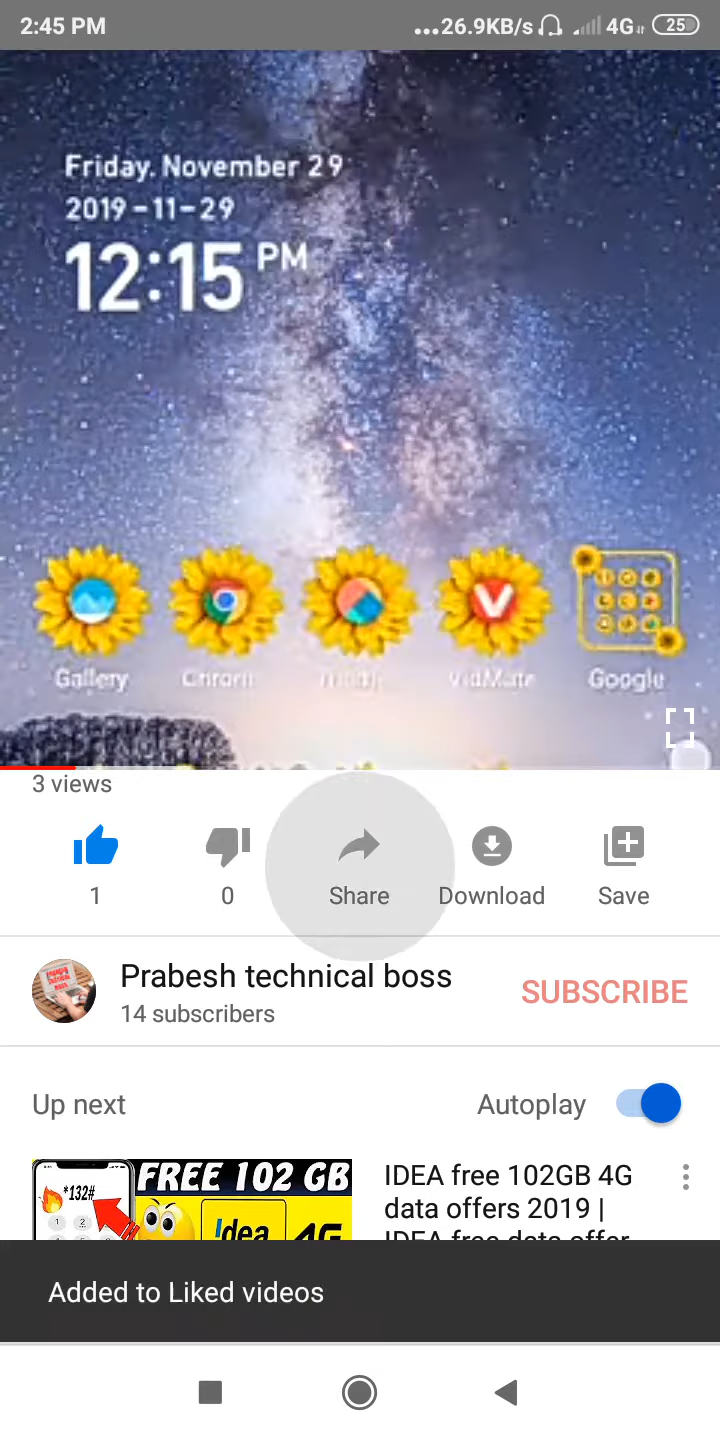 2:45 PM
...26.9KB/s 4G 25
Friday. November 29
2019-11-29
12:15 PM
Gallery
VidMate
Google
3 views
1
0
Share
Download
Save
Prabesh technical boss
14 subscribers
SUBSCRIBE
Up next
Autoplay
*132#
1 2
FREE 102 GB
Idea 4G
IDEA free 102GB 4G
data offers 2019 |
IDEA free data offer
Added to Liked videos